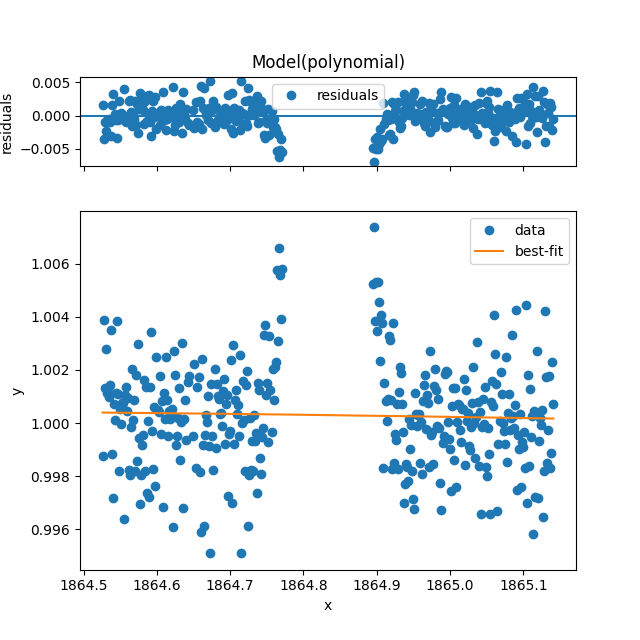 Model(polynomial)
residuals
0.005
0.000
−0.005
residuals
y
1.006
1.004
1.002
1.000
0.998
0.996
data
best-fit
1864.5 1864.6 1864.7 1864.8 1864.9 1865.0 1865.1
x